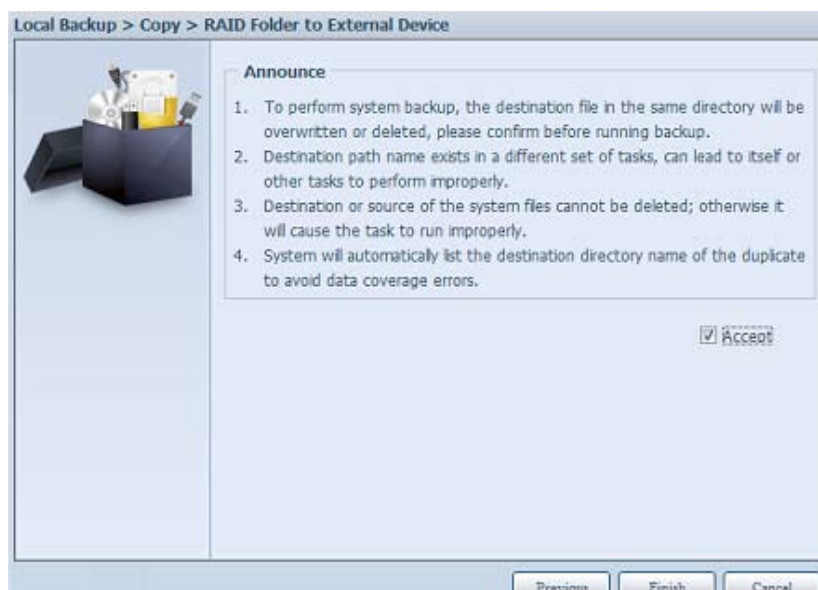 Local Backup > Copy > RAID Folder to External Device
Announce
1. To perform system backup, the destination file in the same directory will be
overwritten or deleted, please confirm before running backup.
2. Destination path name exists in a different set of tasks, can lead to itself or
other tasks to perform improperly.
3. Destination or source of the system files cannot be deleted; otherwise it
will cause the task to run improperly.
4. System will automatically list the destination directory name of the duplicate
to avoid data coverage errors.
Accept
Previous Finish Cancel